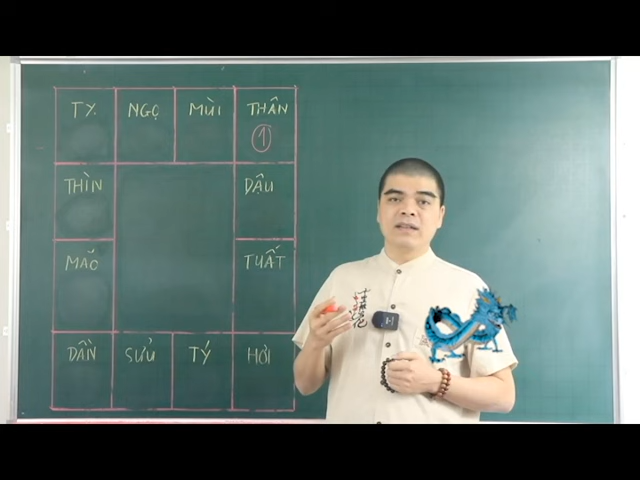 TỴ NGỌ MÙI THÂN
1
THÌN DẬU
MÃO TUẤT
DẦN SỬU TÝ HỢI